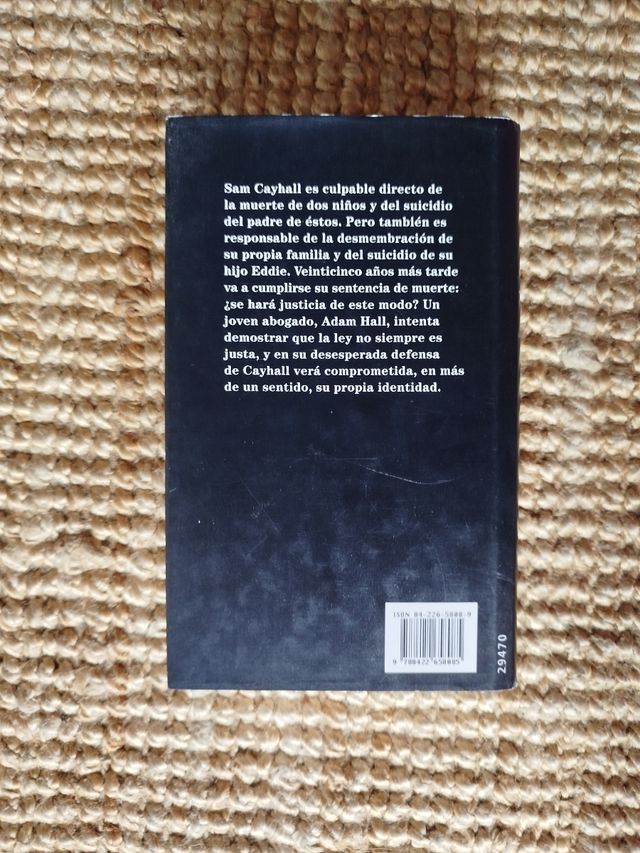 Sam Cayhall es culpable directo de
la muerte de dos niños y del suicidio
del padre de éstos. Pero también es
responsable de la desmembración de
su propia familia y del suicidio de su
hijo Eddie. Veinticinco años más tarde
va a cumplirse su sentencia de muerte:
¿se hará justicia de este modo? Un
joven abogado, Adam Hall, intenta
demostrar que la ley no siempre es
justa, y en su desesperada defensa
de Cayhall verá comprometida, en más
de un sentido, su propia identidad.
ISBN 84-226-5808-9
9 788422 658085
29470